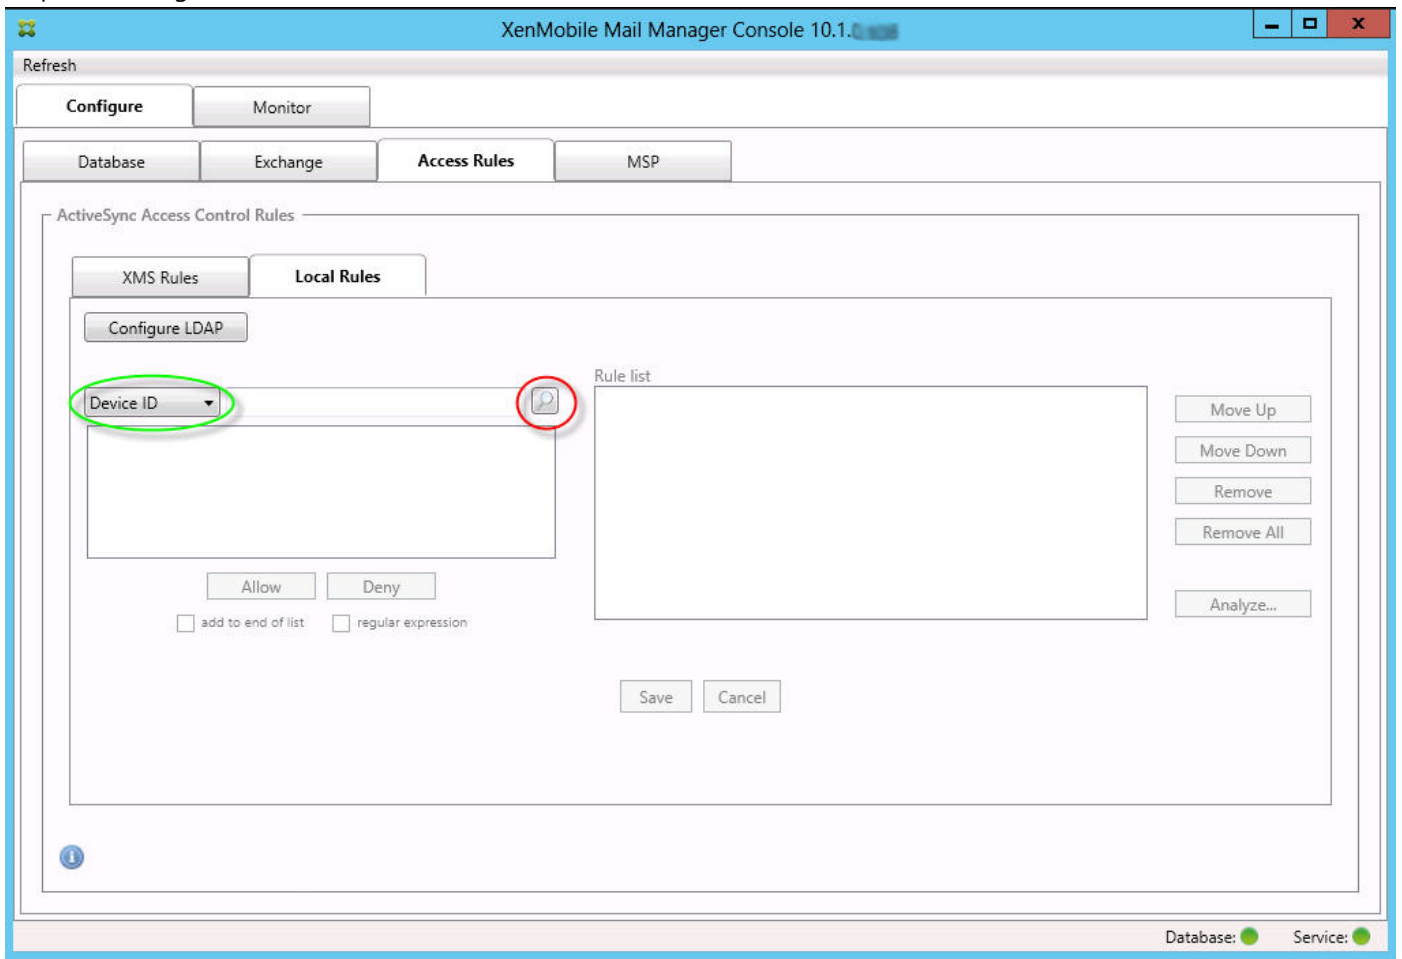 XenMobile Mail Manager Console 10.1.
Refresh
Configure Monitor
Database Exchange Access Rules MSP
ActiveSync Access Control Rules
XMS Rules Local Rules
Configure LDAP
Rule list
Device ID
Move Up
Move Down
Remove
Remove All
Allow Deny
Analyze...
add to end of list regular expression
Save Cancel
Database: Service: